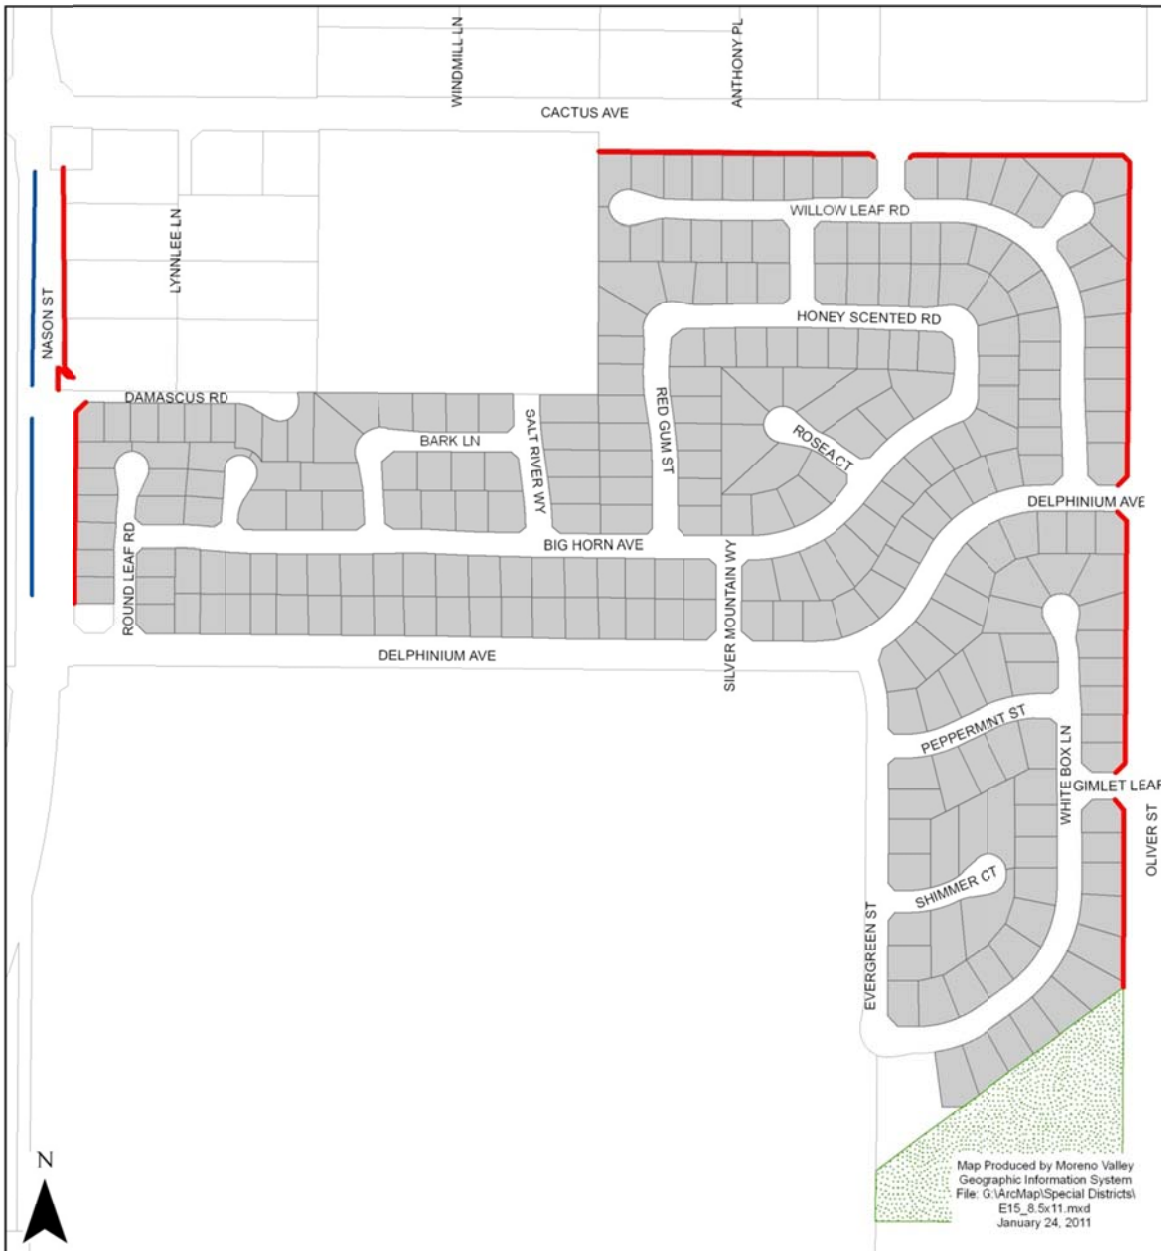 WINDMILL LN
ANTHONY PL
CACTUS AVE
WILLOW LEAF RD
LYNNLEE LN
NASON ST
HONEY SCENTED RD
DAMASCUS RD
RED GUM ST
ROSEACT
BARK LN
SALT RIVER WY
DELPHINIUM AVE
BIG HORN AVE
ROUND LEAF RD
SILVER MOUNTAIN WY
DELPHINIUM AVE
PEPPERMINT ST
WHITE BOX LN
GIMLET LEAF
OLIVER ST
SHIMMER CT
EVERGREEN ST
N
Map Produced by Moreno Valley
Geographic Information System
File: G:\ArcMap\Special Districts\
E15_8.5x11.mxd
January 24, 2011